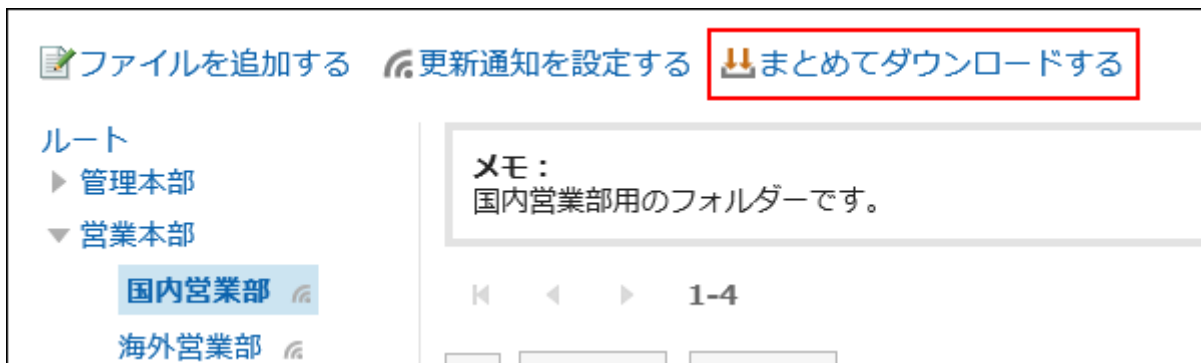 ファイルを追加する 更新通知を設定する まとめてダウンロードする
ルート
管理本部
営業本部
国内営業部
海外営業部
メモ：
国内営業部用のフォルダーです。
1-4